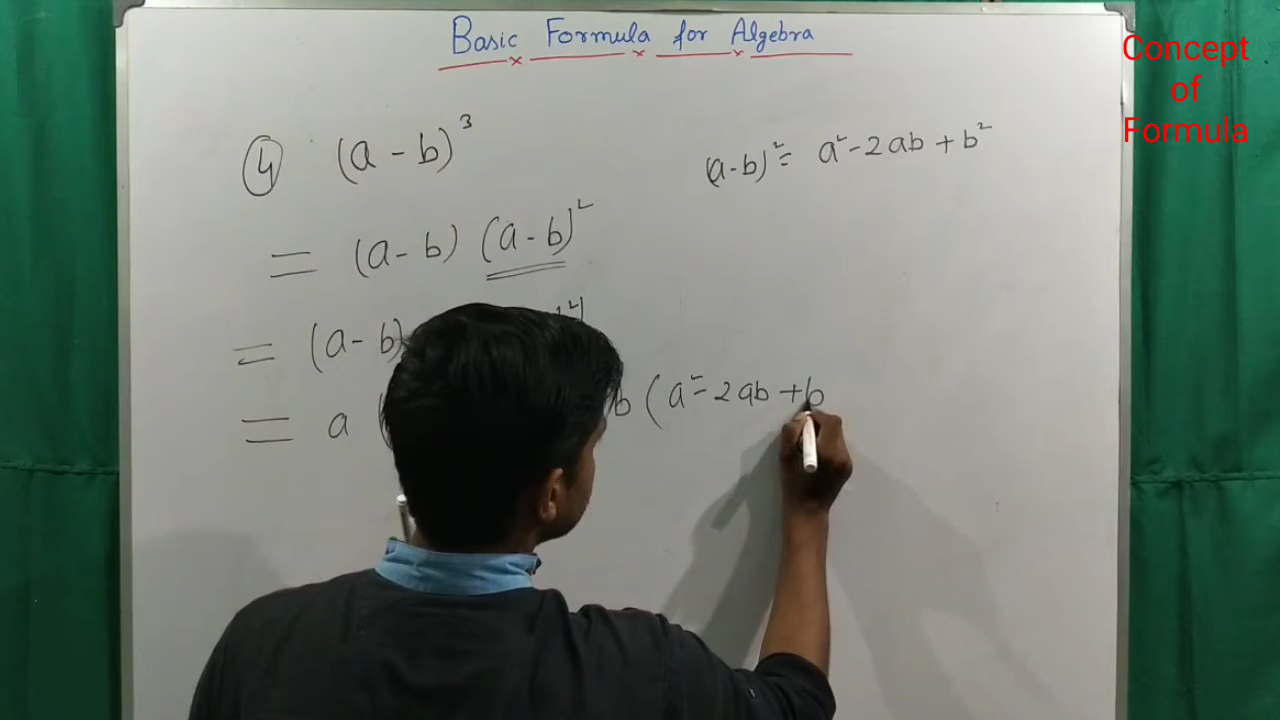 Basic Formula for Algebra
Concept
of
Formula
④ (a - b)³
(a-b)² = a² - 2ab + b²
= (a - b) (a - b)²
= (a - b)
= a b (a² - 2ab + b